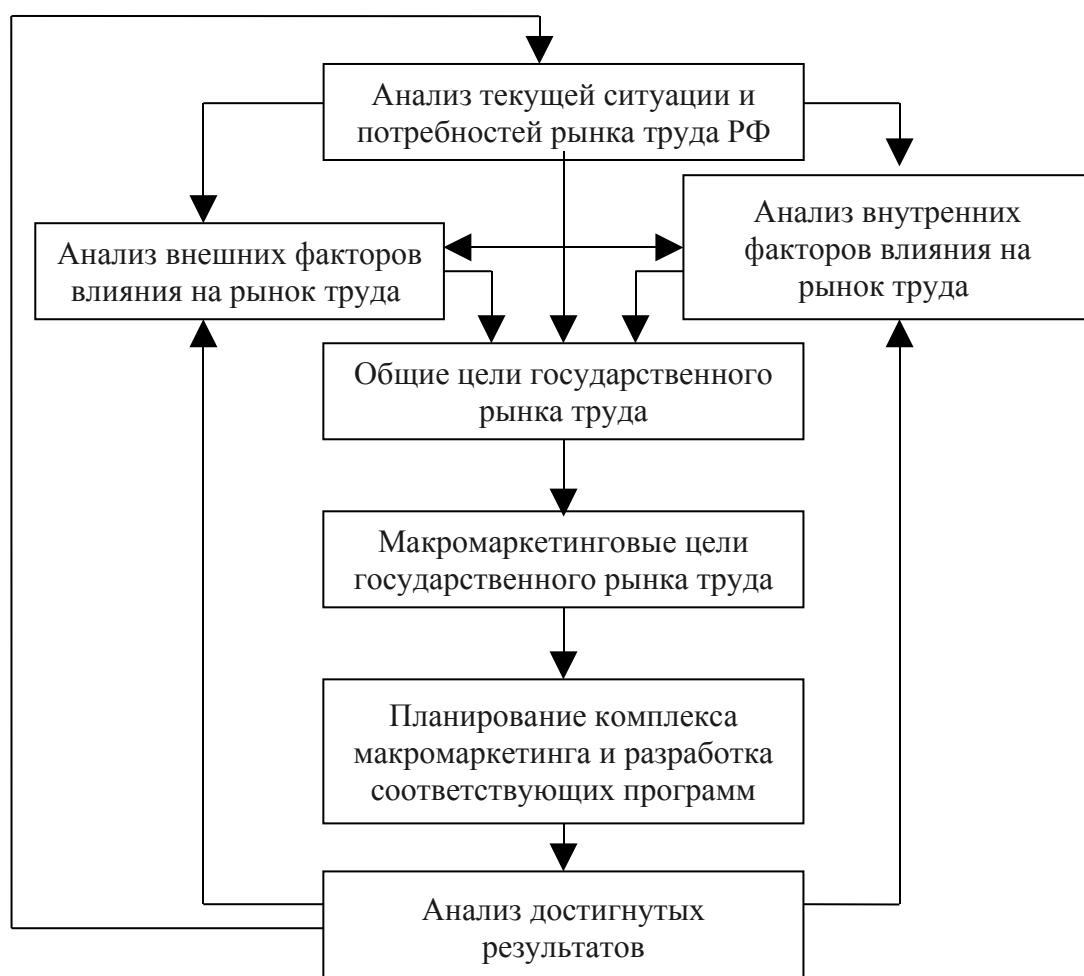 Анализ текущей ситуации и
потребностей рынка труда РФ
Анализ внешних факторов
влияния на рынок труда
Анализ внутренних
факторов влияния на
рынок труда
Общие цели государственного
рынка труда
Макромаркетинговые цели
государственного рынка труда
Планирование комплекса
макромаркетинга и разработка
соответствующих программ
Анализ достигнутых
результатов